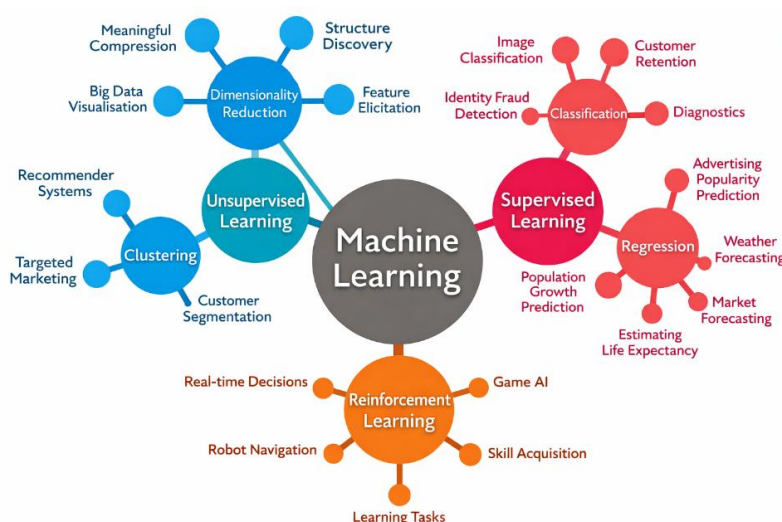 Meaningful
Compression
Structure
Discovery
Big Data
Visualisation
Dimensionality
Reduction
Feature
Elicitation
Recommender
Systems
Unsupervised
Learning
Clustering
Targeted
Marketing
Customer
Segmentation
Machine
Learning
Image
Classification
Customer
Retention
Identity Fraud
Detection
Classification
Diagnostics
Supervised
Learning
Advertising
Popularity
Prediction
Regression
Weather
Forecasting
Population
Growth
Prediction
Market
Forecasting
Estimating
Life Expectancy
Real-time Decisions
Game AI
Reinforcement
Learning
Robot Navigation
Skill Acquisition
Learning Tasks